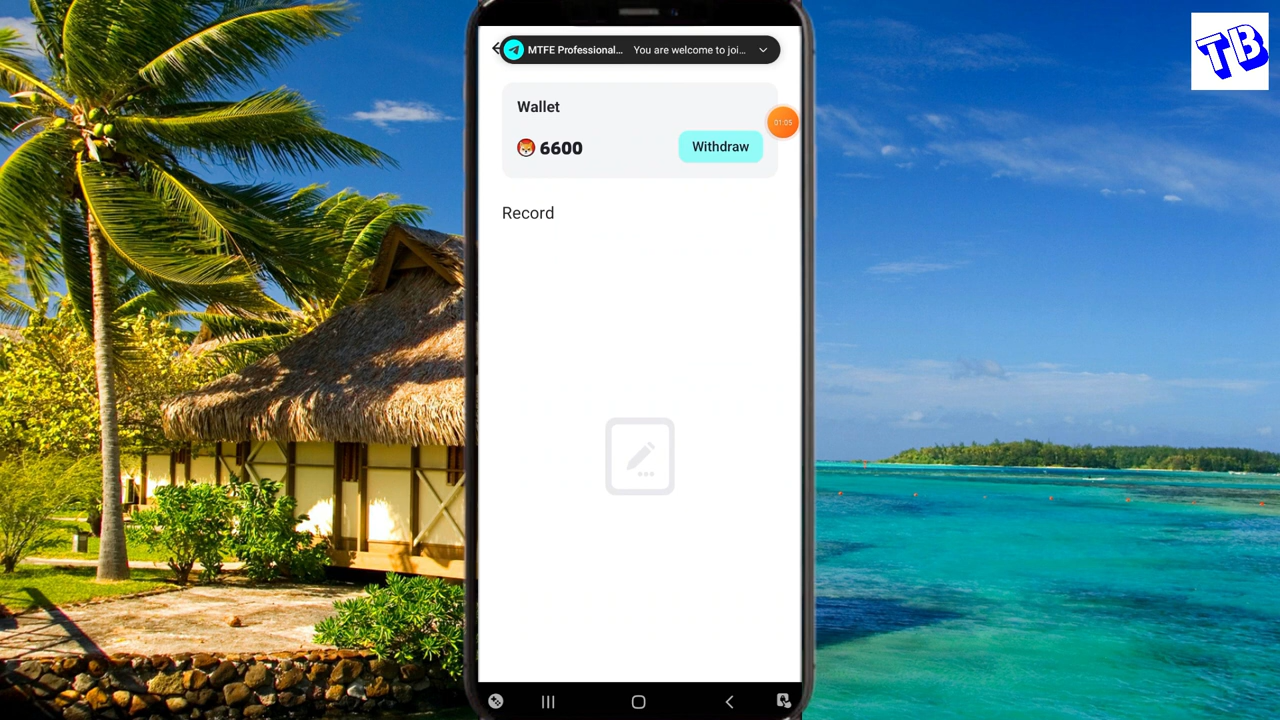 TB
MTFE Professional... You are welcome to joi...
Wallet
01:05
6600
Withdraw
Record